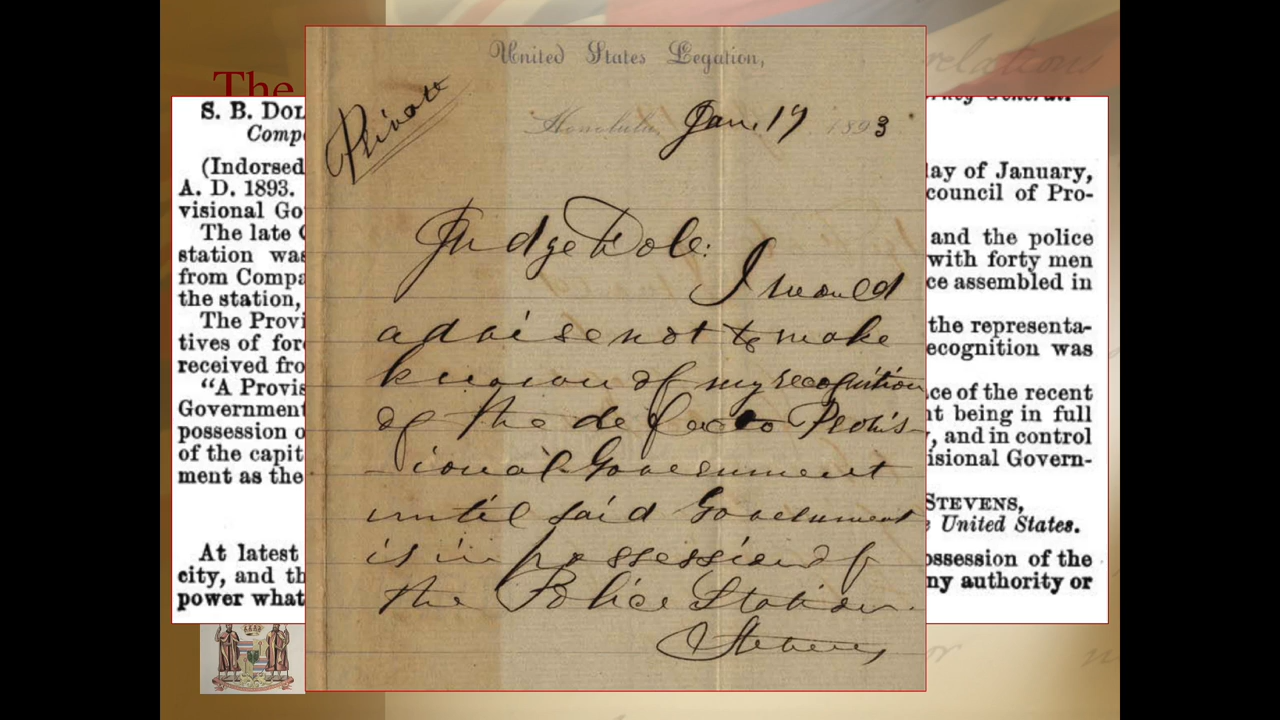 The
United States Legation,
Private
Honolulu, Jan. 17 1893
Judge Dole:
I would
advise not to make
known of my recognition
of the de facto Provis-
ional Government
until said Government
is in possession of
the Police Station.
Stevens
S. B. DOL
Comp
(Indorsed
A. D. 1893.
visional Go
The late
station was
from Compa
the station,
The Provi
tives of for
received fro
“A Provis
Government
possession o
of the capit
ment as the
At latest
city, and th
power what
rney General.
lay of January,
council of Pro-
and the police
with forty men
ce assembled in
the representa-
ecognition was
ce of the recent
nt being in full
, and in control
isional Govern-
STEVENS,
United States.
ossession of the
ny authority or
relations
or